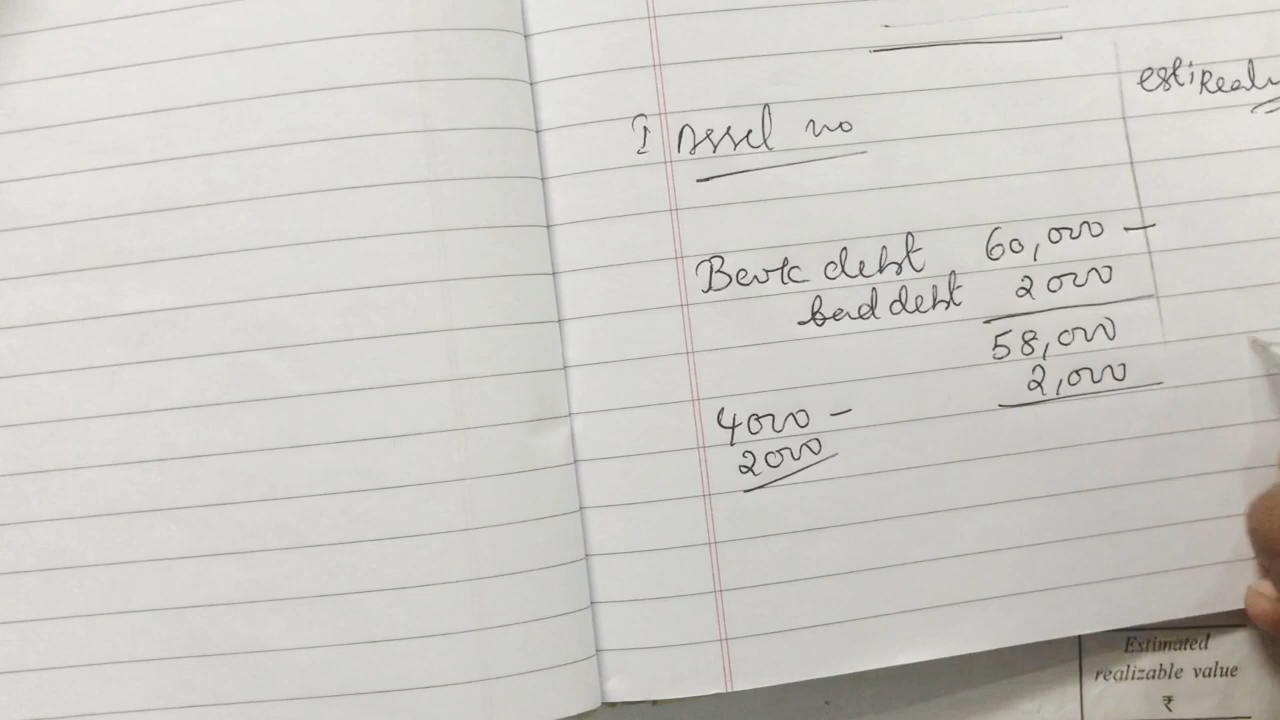 esti Real
I Assel no
Book debt 60,000 —
bad debt 2000
58,000
2,000
4000 —
2000
Estimated
realizable value
₹